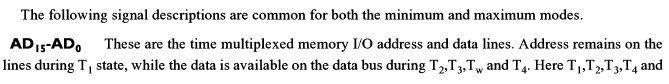 The following signal descriptions are common for both the minimum and maximum modes.
AD₁₅-AD₀ These are the time multiplexed memory I/O address and data lines. Address remains on the
lines during T₁ state, while the data is available on the data bus during T₂,T₃,T_w and T₄. Here T₁,T₂,T₃,T₄ and